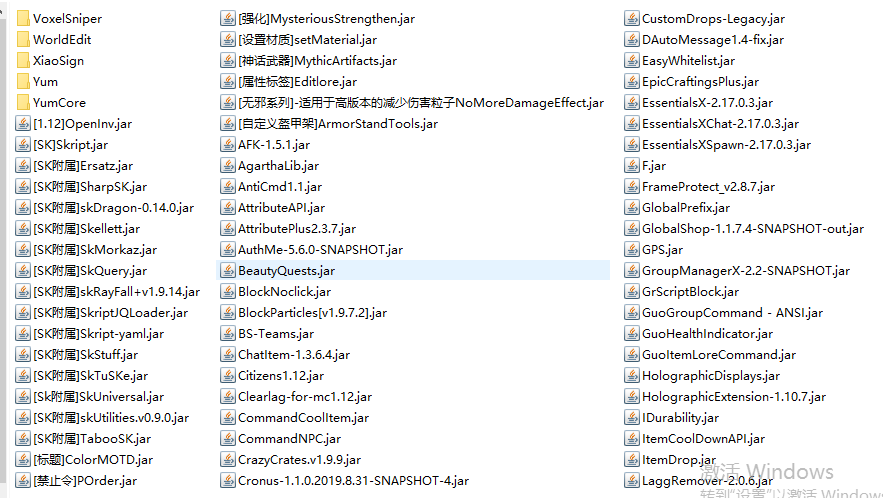 VoxelSniper
WorldEdit
XiaoSign
Yum
YumCore
[1.12]OpenInv.jar
[SK]Skript.jar
[SK附属]Ersatz.jar
[SK附属]SharpSK.jar
[SK附属]skDragon-0.14.0.jar
[SK附属]Skellett.jar
[SK附属]SkMorkaz.jar
[SK附属]SkQuery.jar
[SK附属]skRayFall+v1.9.14.jar
[SK附属]SkriptJQLoader.jar
[SK附属]Skript-yaml.jar
[SK附属]SkStuff.jar
[SK附属]SkTuSKe.jar
[Sk附属]SkUniversal.jar
[SK附属]skUtilities.v0.9.0.jar
[SK附属]TabooSK.jar
[标题]ColorMOTD.jar
[禁止令]POrder.jar
[强化]MysteriousStrengthen.jar
[设置材质]setMaterial.jar
[神话武器]MythicArtifacts.jar
[属性标签]Editlore.jar
[无邪系列]-适用于高版本的减少伤害粒子NoMoreDamageEffect.jar
[自定义盔甲架]ArmorStandTools.jar
AFK-1.5.1.jar
AgarthaLib.jar
AntiCmd1.1.jar
AttributeAPI.jar
AttributePlus2.3.7.jar
AuthMe-5.6.0-SNAPSHOT.jar
BeautyQuests.jar
BlockNoclick.jar
BlockParticles[v1.9.7.2].jar
BS-Teams.jar
ChatItem-1.3.6.4.jar
Citizens1.12.jar
Clearlag-for-mc1.12.jar
CommandCoolItem.jar
CommandNPC.jar
CrazyCrates.v1.9.9.jar
Cronus-1.1.0.2019.8.31-SNAPSHOT-4.jar
CustomDrops-Legacy.jar
DAutoMessage1.4-fix.jar
EasyWhitelist.jar
EpicCraftingsPlus.jar
EssentialsX-2.17.0.3.jar
EssentialsXChat-2.17.0.3.jar
EssentialsXSpawn-2.17.0.3.jar
F.jar
FrameProtect_v2.8.7.jar
GlobalPrefix.jar
GlobalShop-1.1.7.4-SNAPSHOT-out.jar
GPS.jar
GroupManagerX-2.2-SNAPSHOT.jar
GrScriptBlock.jar
GuoGroupCommand - ANSI.jar
GuoHealthIndicator.jar
GuoItemLoreCommand.jar
HolographicDisplays.jar
HolographicExtension-1.10.7.jar
IDurability.jar
ItemCoolDownAPI.jar
ItemDrop.jar
LaggRemover-2.0.6.jar
激活 Windows
转到"设置"以激活 Windows